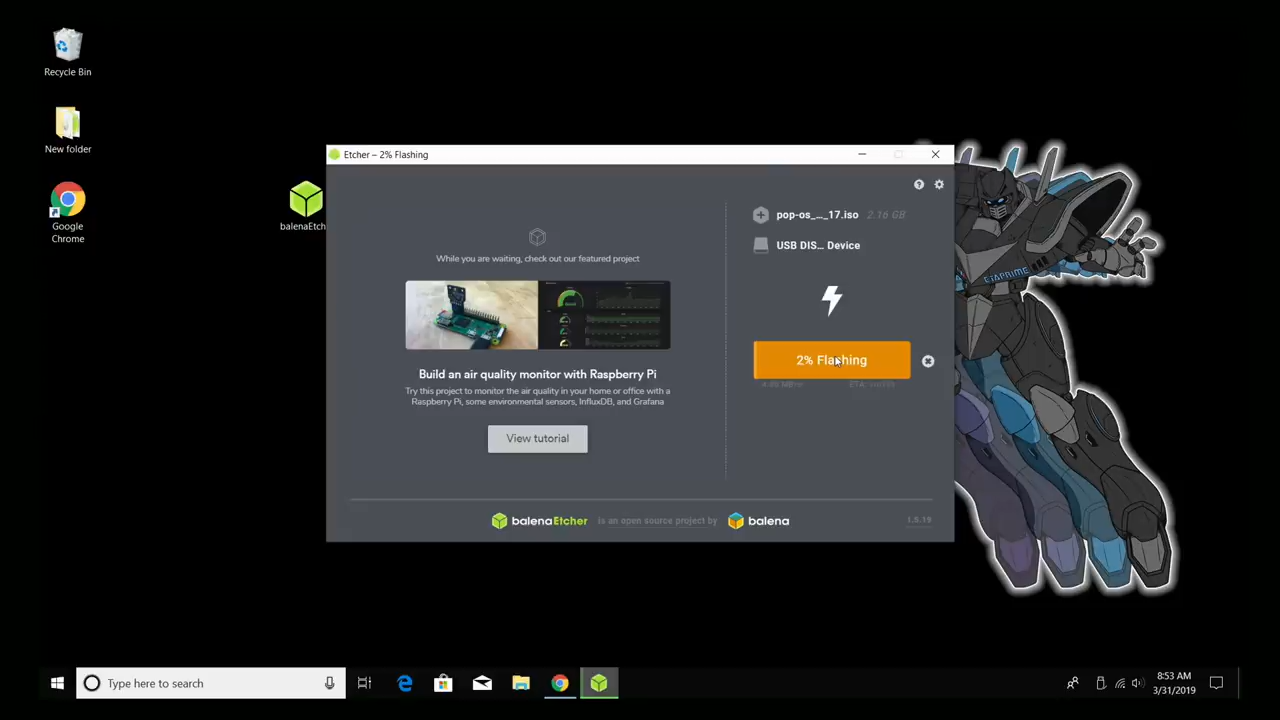 Recycle Bin
New folder
Google
Chrome
balenaEtch
Etcher – 2% Flashing
pop-os_..._17.iso 2.16 GB
USB DIS... Device
While you are waiting, check out our featured project
Build an air quality monitor with Raspberry Pi
Try this project to monitor the air quality in your home or office with a
Raspberry Pi, some environmental sensors, InfluxDB, and Grafana
View tutorial
2% Flashing
balenaEtcher is an open source project by balena
1.5.19
ETAPRIME
Type here to search
8:53 AM
3/31/2019